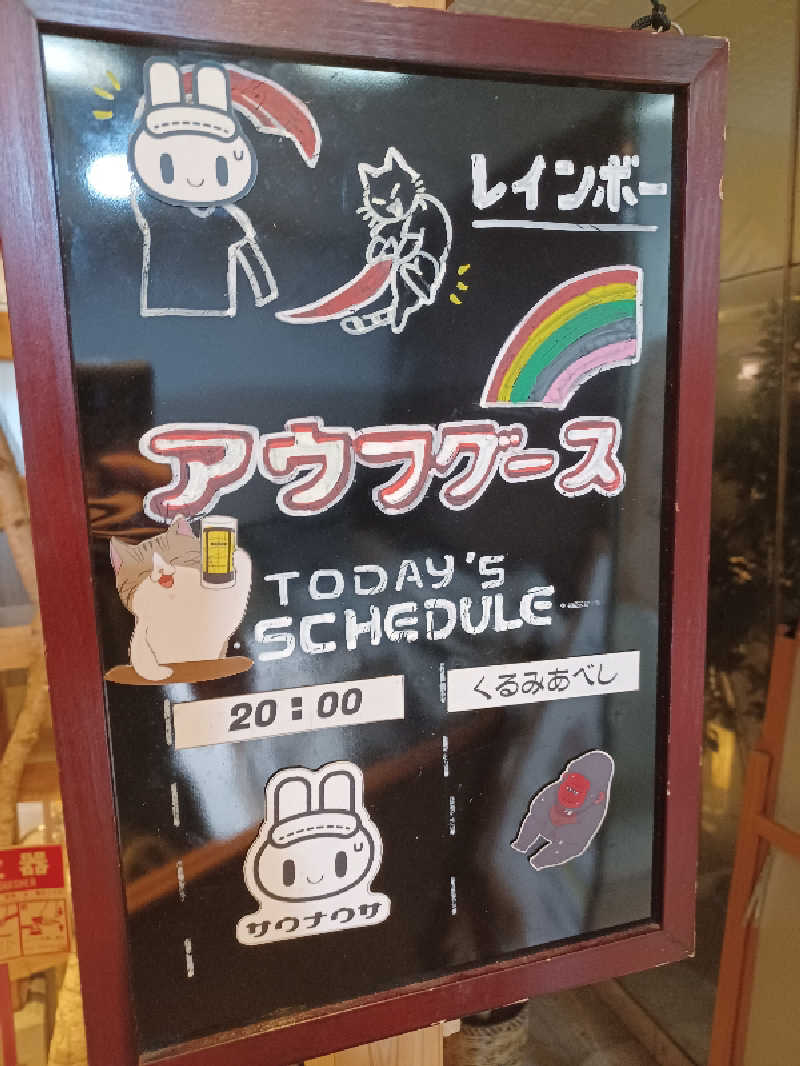 レインボー
アウフグース
TODAY'S
SCHEDULE
20:00
くるみあべし
サウナウサ
器